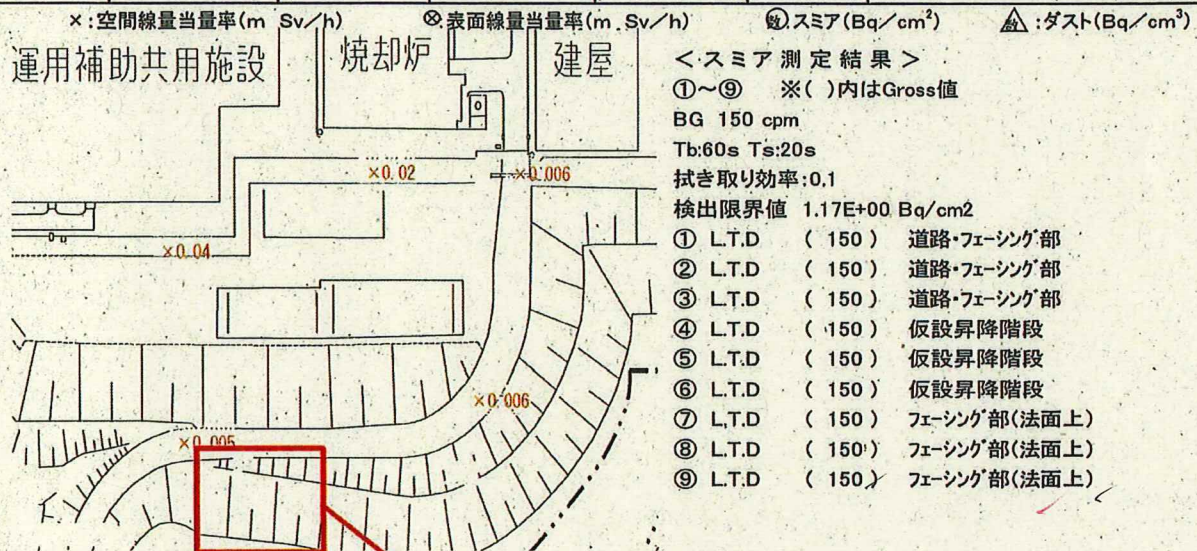 ×:空間線量当量率(m Sv/h) ⊗:表面線量当量率(m Sv/h) スミア(Bq/cm²) :ダスト(Bq/cm³)
運用補助共用施設 焼却炉 建屋
<スミア測定結果>
①~⑨ ※( )内はGross値
BG 150 cpm
Tb:60s Ts:20s
拭き取り効率:0.1
検出限界値 1.17E+00 Bq/cm2
① L.T.D ( 150 ) 道路・フェーシング部
② L.T.D ( 150 ) 道路・フェーシング部
③ L.T.D ( 150 ) 道路・フェーシング部
④ L.T.D ( 150 ) 仮設昇降階段
⑤ L.T.D ( 150 ) 仮設昇降階段
⑥ L.T.D ( 150 ) 仮設昇降階段
⑦ L.T.D ( 150 ) フェーシング部(法面上)
⑧ L.T.D ( 150 ) フェーシング部(法面上)
⑨ L.T.D ( 150 ) フェーシング部(法面上)
×0.02
×0.006
×0.04
×0.006
×0.005